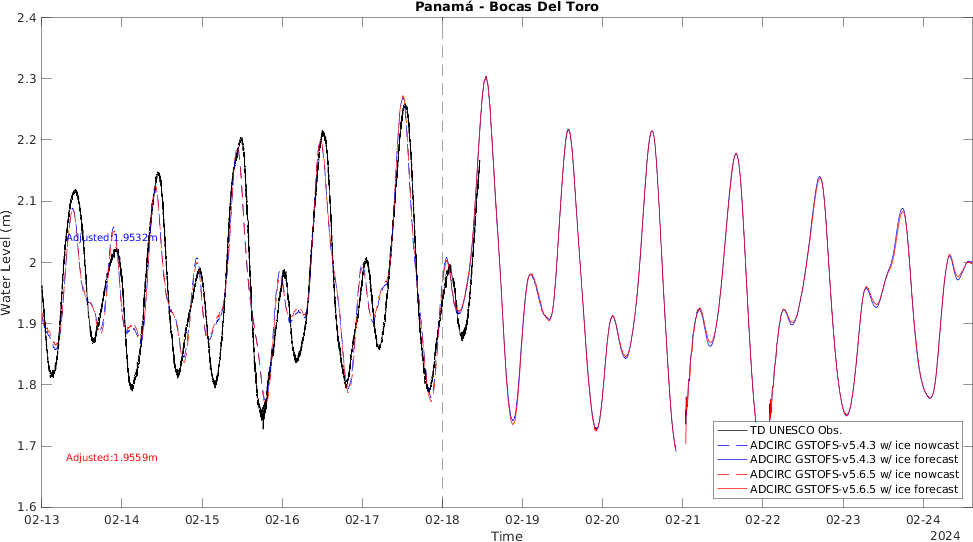 Panamá - Bocas Del Toro
2.4
2.3
2.2
2.1
2
1.9
1.8
1.7
1.6
Water Level (m)
Adjusted:1.9532m
Adjusted:1.9559m
TD UNESCO Obs.
ADCIRC GSTOFS-v5.4.3 w/ ice nowcast
ADCIRC GSTOFS-v5.4.3 w/ ice forecast
ADCIRC GSTOFS-v5.6.5 w/ ice nowcast
ADCIRC GSTOFS-v5.6.5 w/ ice forecast
02-13 02-14 02-15 02-16 02-17 02-18 02-19 02-20 02-21 02-22 02-23 02-24
Time
2024